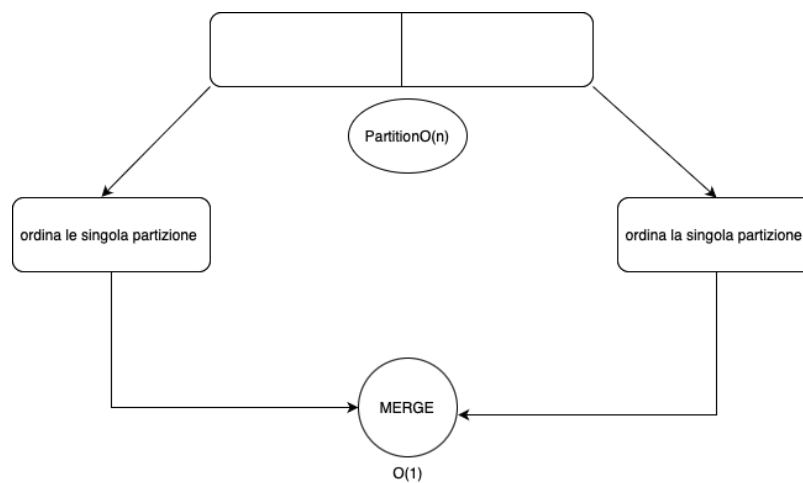 PartitionO(n)
ordina le singola partizione
ordina la singola partizione
MERGE
O(1)